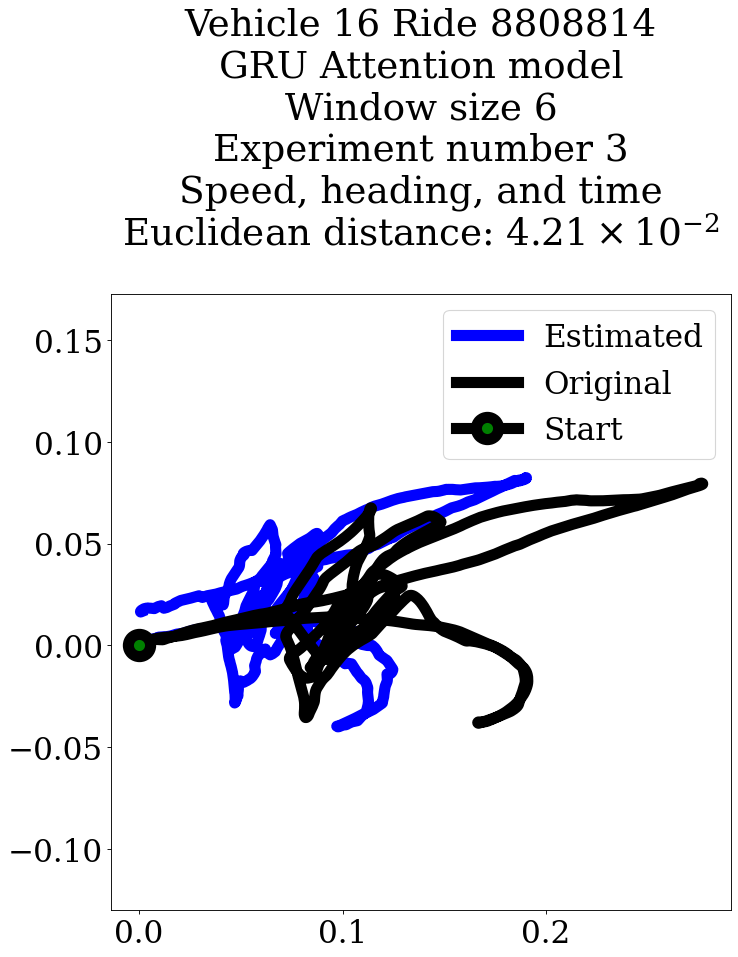 Vehicle 16 Ride 8808814
GRU Attention model
Window size 6
Experiment number 3
Speed, heading, and time
Euclidean distance: 4.21 × 10⁻²
Estimated
Original
Start
0.15
0.10
0.05
0.00
−0.05
−0.10
0.0 0.1 0.2